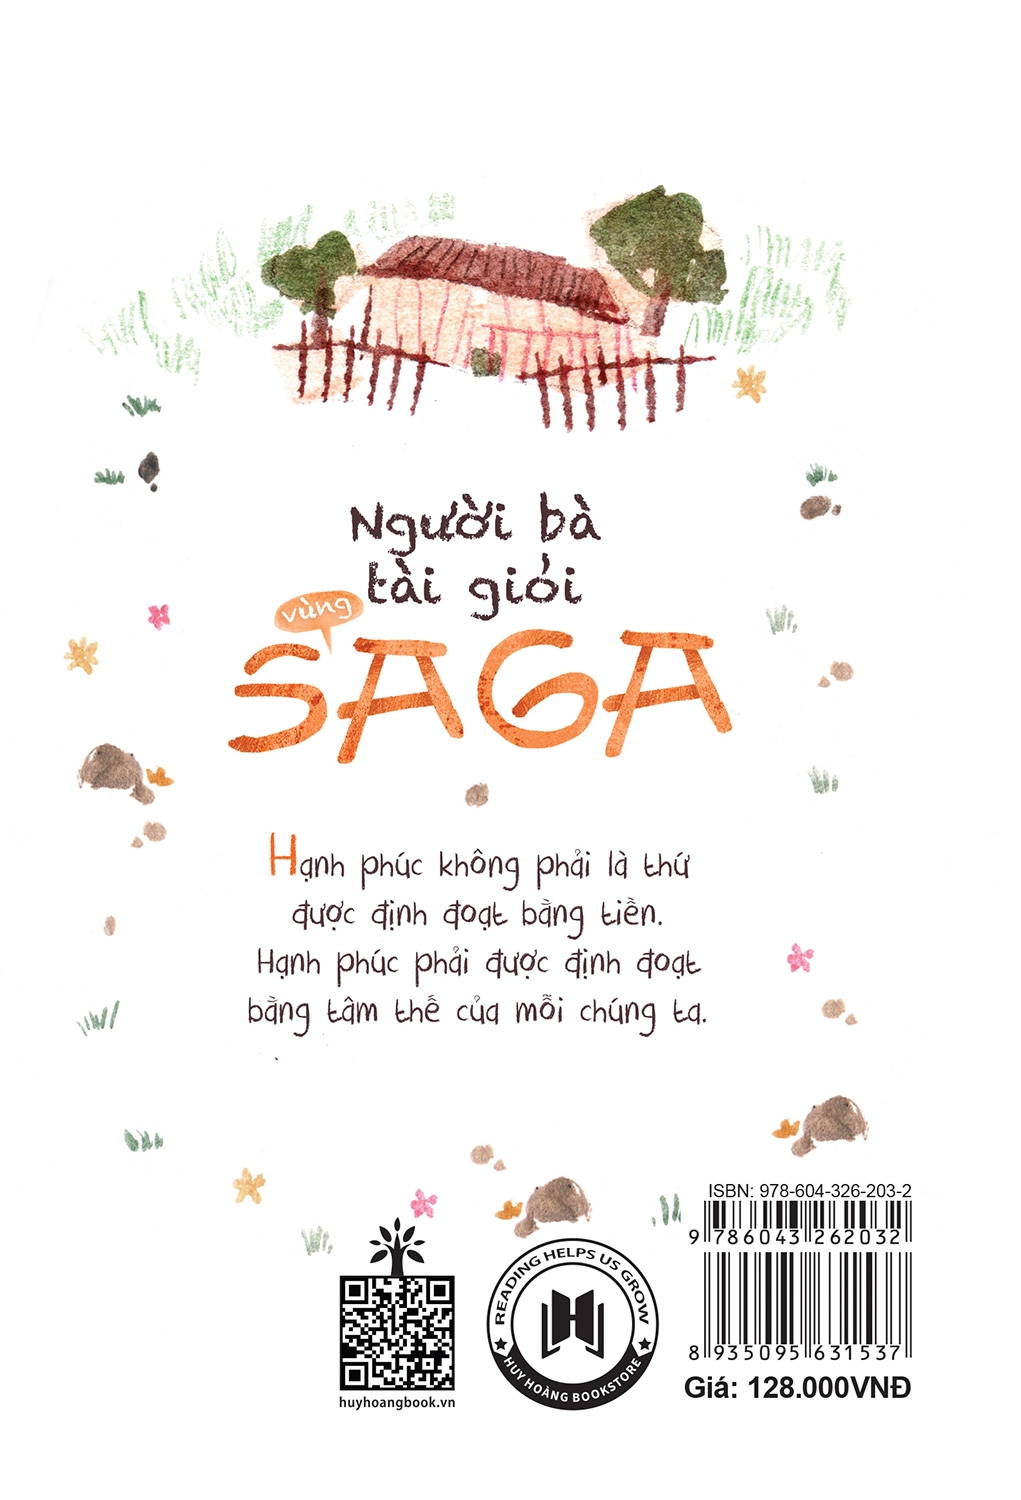 Người bà
tài giỏi
vùng
SAGA
Hạnh phúc không phải là thứ
được định đoạt bằng tiền.
Hạnh phúc phải được định đoạt
bằng tâm thế của mỗi chúng ta.
ISBN: 978-604-326-203-2
9 786043 262032
8 935095 631537
Giá: 128.000VNĐ
READING HELPS US GROW
HUY HOÀNG BOOKSTORE
huyhoangbook.vn